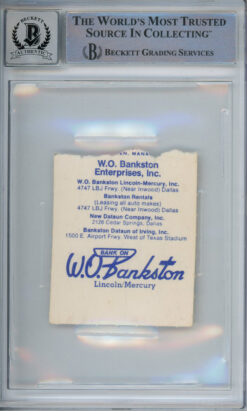 THE WORLD'S MOST TRUSTED
SOURCE IN COLLECTING™
BECKETT GRADING SERVICES
BECKETT
AUTHENTIC
W.O. Bankston
Enterprises, Inc.
W.O. Bankston Lincoln-Mercury, Inc.
4747 LBJ Frwy. (Near Inwood) Dallas
Bankston Rentals
(Leasing all auto makes)
4747 LBJ Frwy. (Near Inwood) Dallas
New Datsun Company, Inc.
2126 Cedar Springs, Dallas
Bankston Datsun of Irving, Inc.
1500 E. Airport Frwy. West of Texas Stadium
BANK ON
W.O. Bankston
Lincoln/Mercury